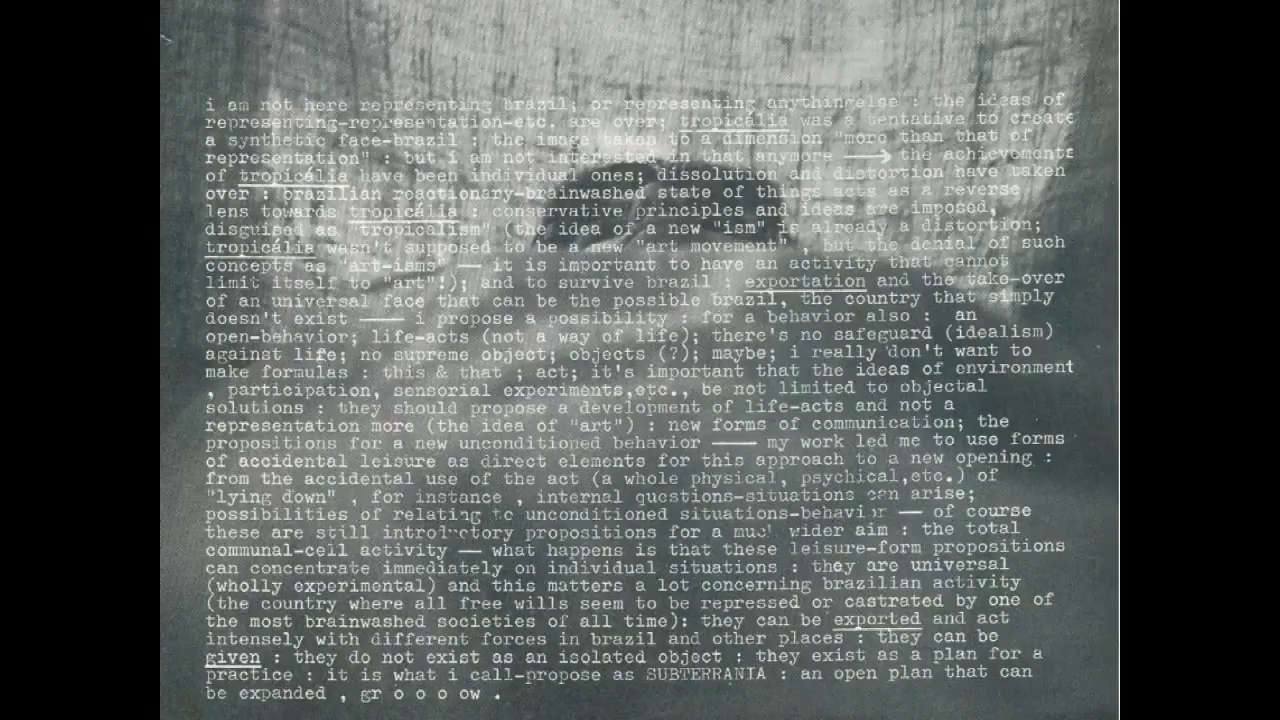 i am not here representing brazil; or representing anythingelse : the ideas of
representing-representation-etc. are over; tropicália was a tentative to create
a synthetic face-brazil : the image taken to a dimension "more than that of
representation" : but i am not interested in that anymore ⟶ the achievements
of tropicália have been individual ones; dissolution and distortion have taken
over : brazilian reactionary-brainwashed state of things acts as a reverse
lens towards tropicália : conservative principles and ideas are imposed,
disguised as "tropicalism" (the idea of a new "ism" is already a distortion;
tropicália wasn't supposed to be a new "art movement" , but the denial of such
concepts as "art-isms" — it is important to have an activity that cannot
limit itself to "art"!); and to survive brazil : exportation and the take-over
of an universal face that can be the possible brazil, the country that simply
doesn't exist —— i propose a possibility : for a behavior also : an
open-behavior; life-acts (not a way of life); there's no safeguard (idealism)
against life; no supreme object; objects (?); maybe; i really don't want to
make formulas : this & that ; act; it's important that the ideas of environment
, participation, sensorial experiments,etc., be not limited to objectal
solutions : they should propose a development of life-acts and not a
representation more (the idea of "art") : new forms of communication; the
propositions for a new unconditioned behavior —— my work led me to use forms
of accidental leisure as direct elements for this approach to a new opening :
from the accidental use of the act (a whole physical, psychical,etc.) of
"lying down" , for instance , internal questions-situations can arise;
possibilities of relating to unconditioned situations-behavior — of course
these are still introductory propositions for a much wider aim : the total
communal-cell activity — what happens is that these leisure-form propositions
can concentrate immediately on individual situations : they are universal
(wholly experimental) and this matters a lot concerning brazilian activity
(the country where all free wills seem to be repressed or castrated by one of
the most brainwashed societies of all time): they can be exported and act
intensely with different forces in brazil and other places : they can be
given : they do not exist as an isolated object : they exist as a plan for a
practice : it is what i call-propose as SUBTERRANIA : an open plan that can
be expanded , gr o o o ow .